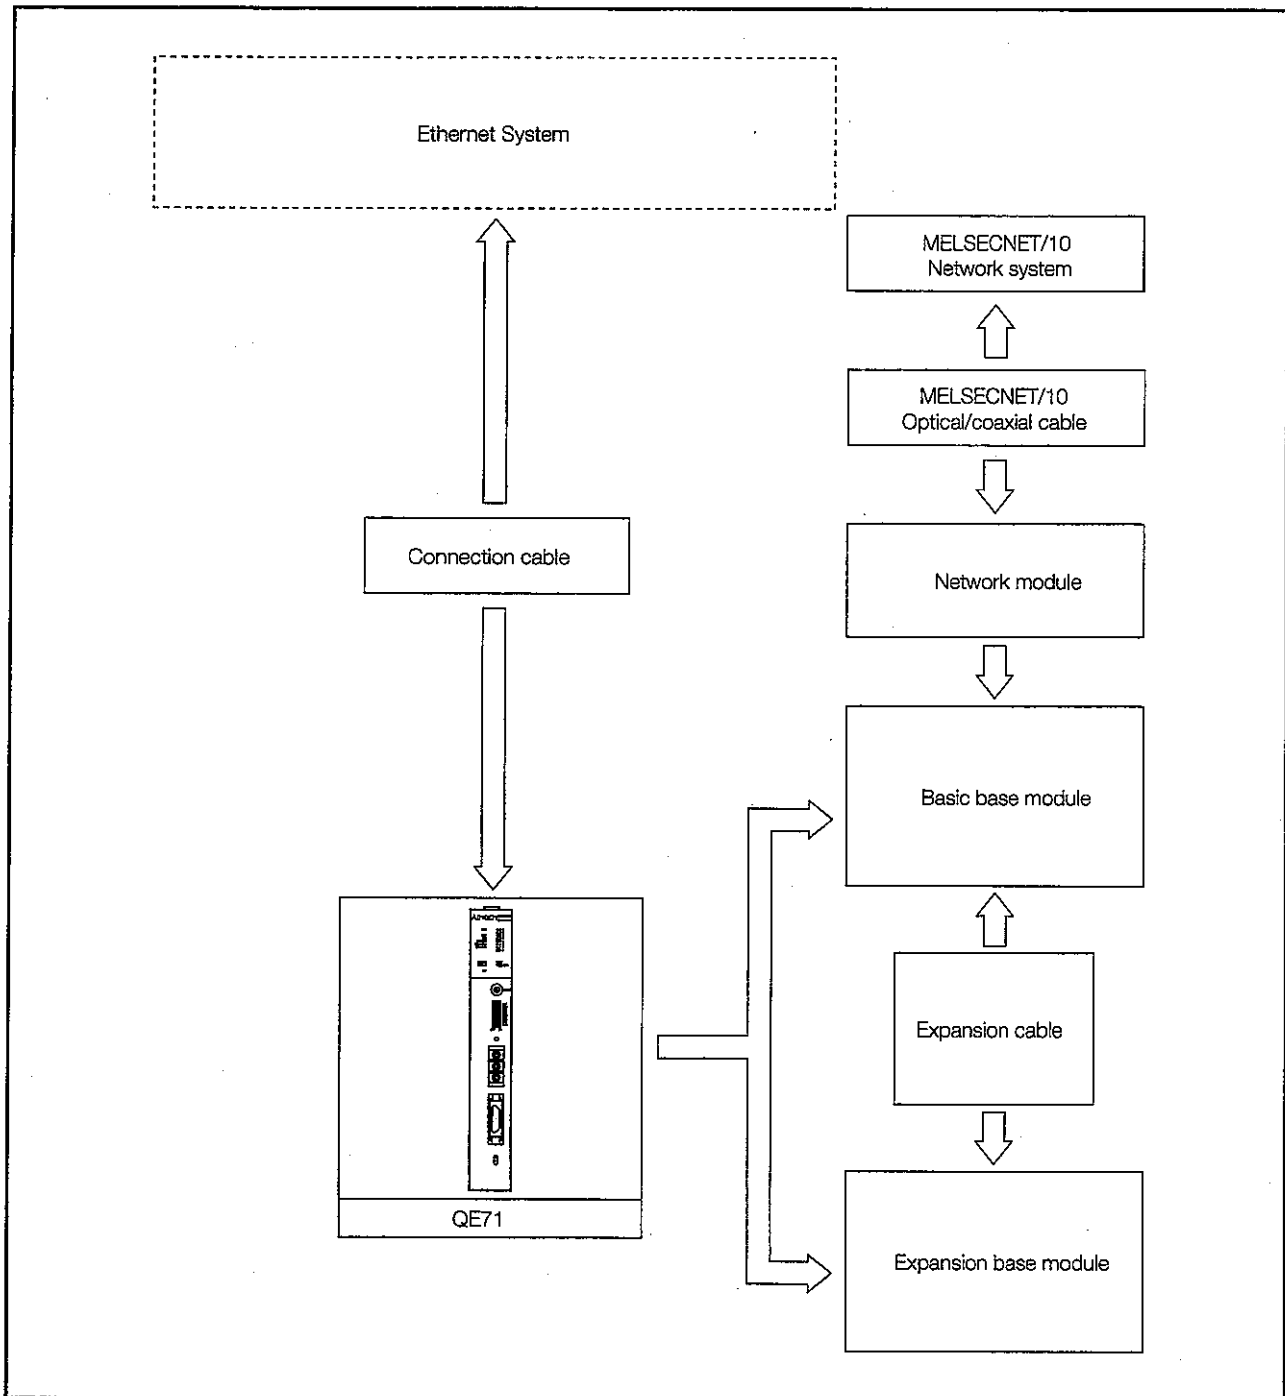 Ethernet System
MELSECNET/10
Network system
MELSECNET/10
Optical/coaxial cable
Connection cable
Network module
Basic base module
Expansion cable
QE71
Expansion base module